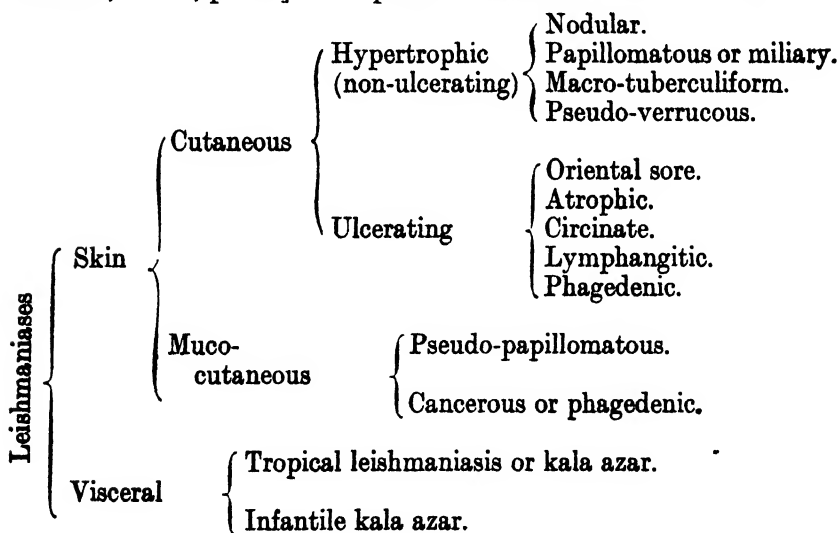 Nodular.
Hypertrophic
Papillomatous or miliary.
(non-ulcerating)
Macro-tuberculiform.
Pseudo-verrucous.
Cutaneous
Oriental sore.
Atrophic.
Ulcerating
Circinate.
Skin
Lymphangitic.
Phagedenic.
Leishmaniases
Muco-
cutaneous
Pseudo-papillomatous.
Cancerous or phagedenic.
Tropical leishmaniasis or kala azar.
Visceral
Infantile kala azar.